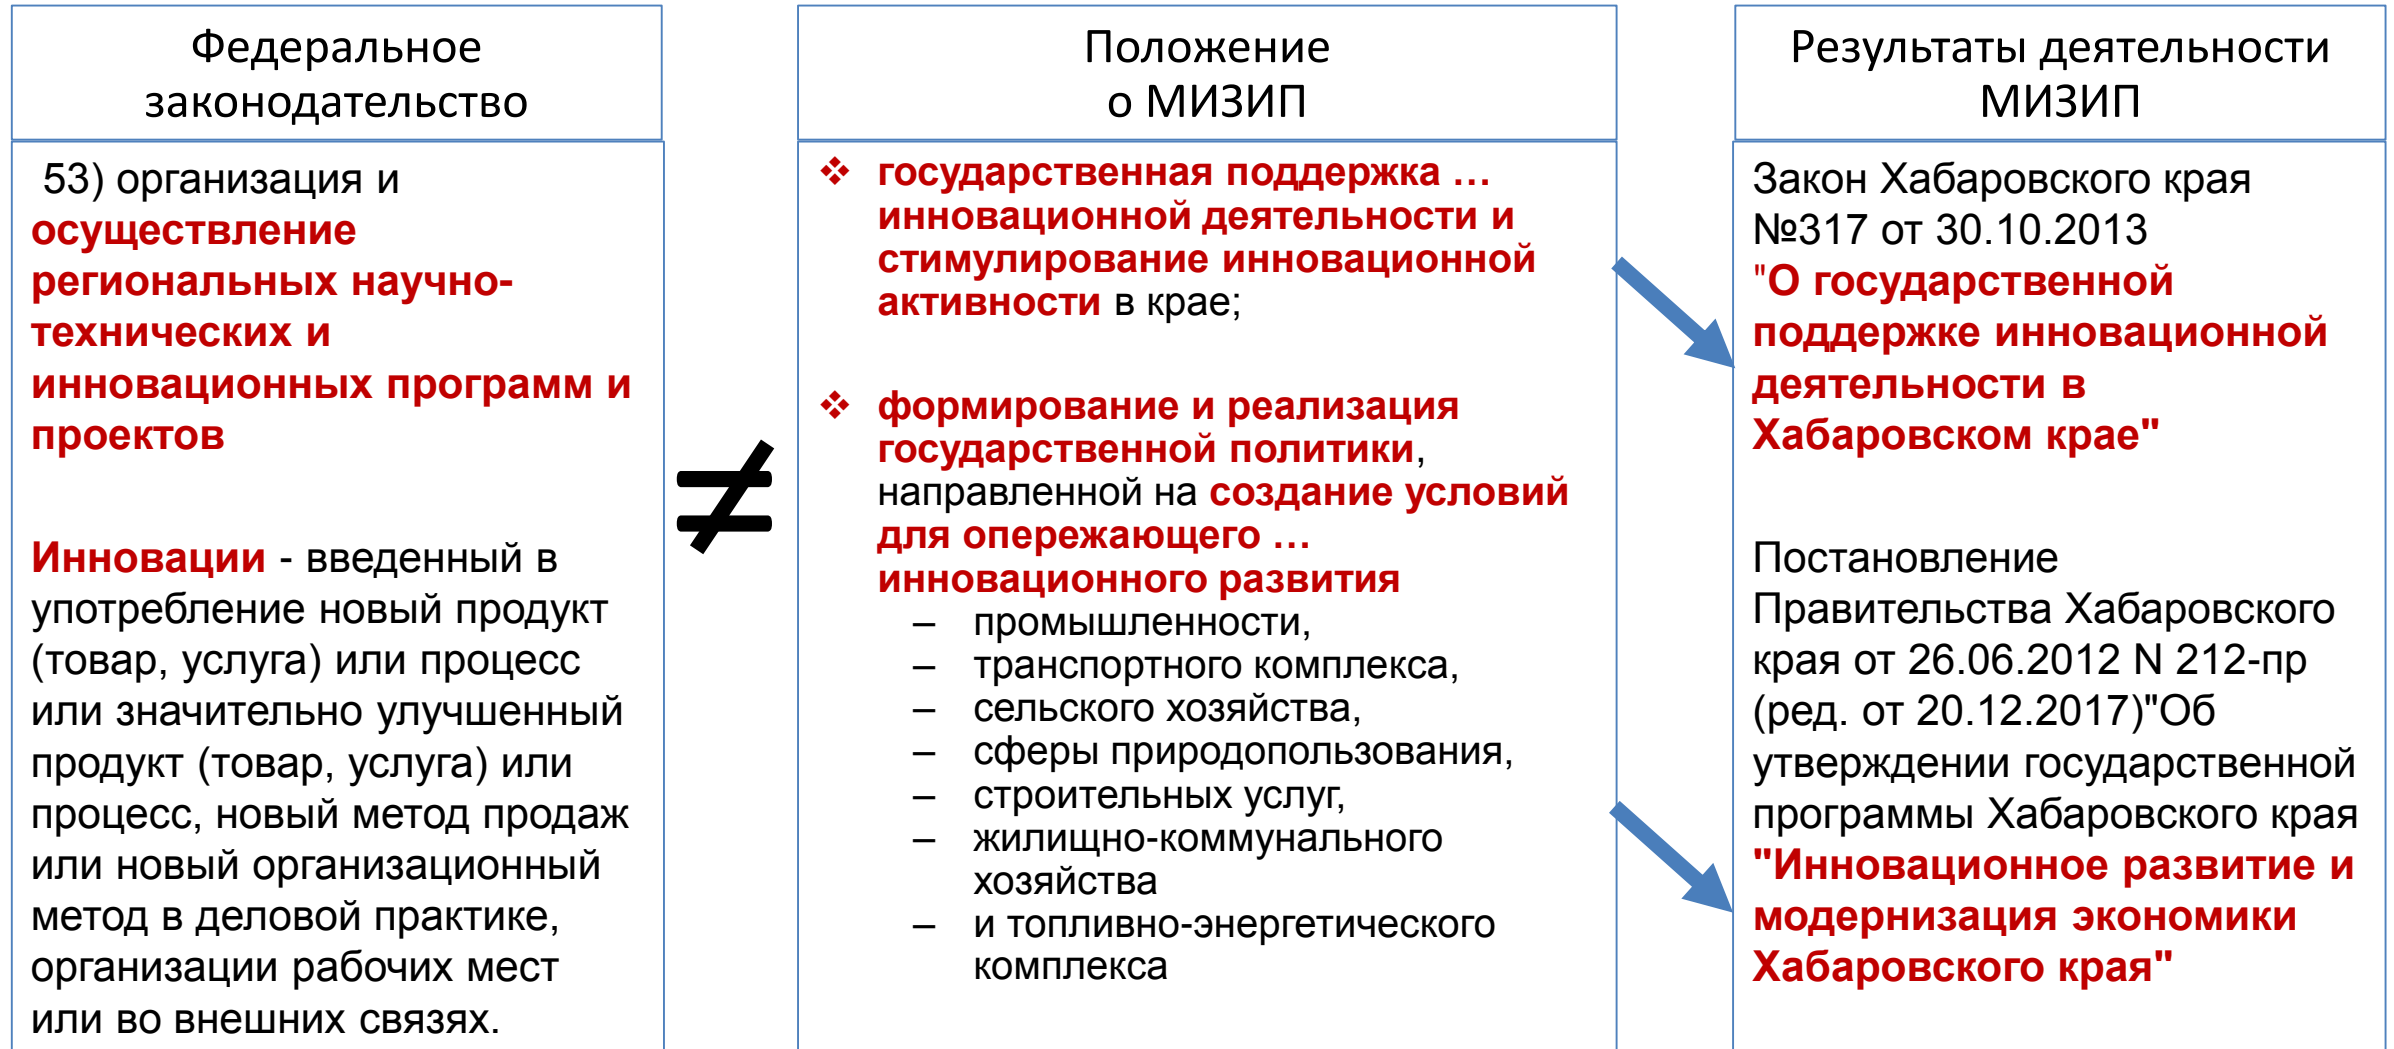 Федеральное
законодательство
53) организация и
осуществление
региональных научно-
технических и
инновационных программ и
проектов
Инновации - введенный в
употребление новый продукт
(товар, услуга) или процесс
или значительно улучшенный
продукт (товар, услуга) или
процесс, новый метод продаж
или новый организационный
метод в деловой практике,
организации рабочих мест
или во внешних связях.
≠
Положение
о МИЗИП
❖ государственная поддержка …
инновационной деятельности и
стимулирование инновационной
активности в крае;
❖ формирование и реализация
государственной политики,
направленной на создание условий
для опережающего …
инновационного развития
– промышленности,
– транспортного комплекса,
– сельского хозяйства,
– сферы природопользования,
– строительных услуг,
– жилищно-коммунального
хозяйства
– и топливно-энергетического
комплекса
Результаты деятельности
МИЗИП
Закон Хабаровского края
№317 от 30.10.2013
"О государственной
поддержке инновационной
деятельности в
Хабаровском крае"
Постановление
Правительства Хабаровского
края от 26.06.2012 N 212-пр
(ред. от 20.12.2017)"Об
утверждении государственной
программы Хабаровского края
"Инновационное развитие и
модернизация экономики
Хабаровского края"